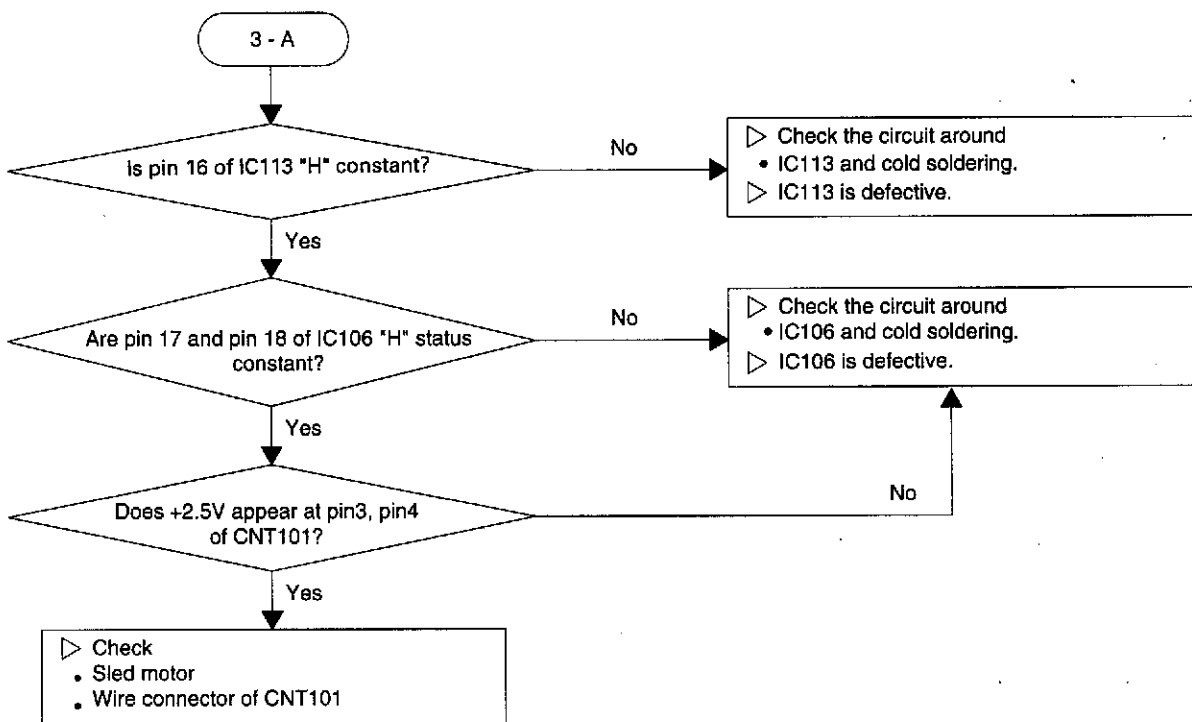 3 - A
Is pin 16 of IC113 "H" constant?
No
▷ Check the circuit around
• IC113 and cold soldering.
▷ IC113 is defective.
Yes
Are pin 17 and pin 18 of IC106 "H" status
constant?
No
▷ Check the circuit around
• IC106 and cold soldering.
▷ IC106 is defective.
Yes
Does +2.5V appear at pin3, pin4
of CNT101?
No
Yes
▷ Check
• Sled motor
• Wire connector of CNT101